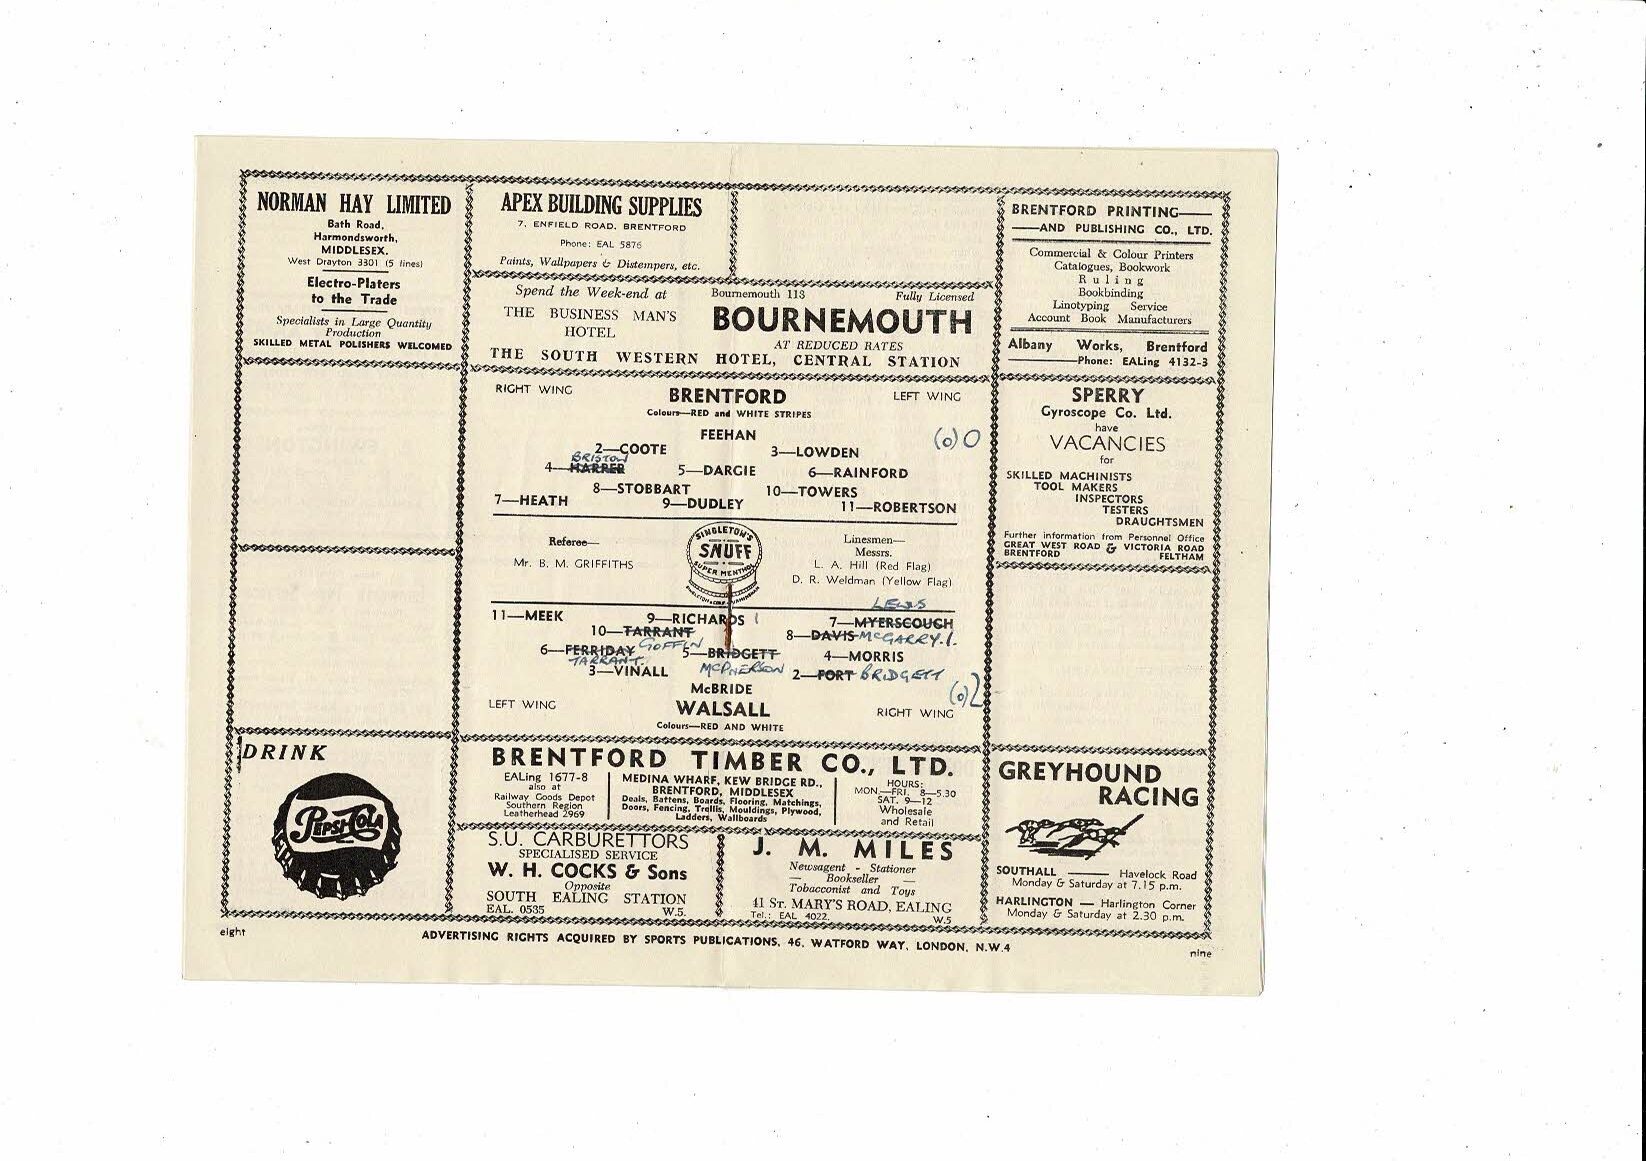 NORMAN HAY LIMITED
Bath Road,
Harmondsworth,
MIDDLESEX.
West Drayton 3301 (5 lines)
Electro-Platers
to the Trade
Specialists in Large Quantity
Production
SKILLED METAL POLISHERS WELCOMED
APEX BUILDING SUPPLIES
7, ENFIELD ROAD, BRENTFORD
Phone: EAL 5876
Paints, Wallpapers & Distempers, etc.
BRENTFORD PRINTING—
—AND PUBLISHING CO., LTD.
Commercial & Colour Printers
Catalogues, Bookwork
Ruling
Bookbinding
Linotyping Service
Account Book Manufacturers
Albany Works, Brentford
—Phone: EALing 4132-3
Spend the Week-end at
THE BUSINESS MAN'S
HOTEL
Bournemouth 113 Fully Licensed
BOURNEMOUTH
AT REDUCED RATES
THE SOUTH WESTERN HOTEL, CENTRAL STATION
RIGHT WING BRENTFORD LEFT WING
Colours—RED and WHITE STRIPES
FEEHAN
(0) 0
2—COOTE 3—LOWDEN
BRISTOW
4—HARPER 5—DARGIE 6—RAINFORD
8—STOBBART 10—TOWERS
7—HEATH 9—DUDLEY 11—ROBERTSON
Referee—
Mr. B. M. GRIFFITHS
SINGLETON'S
SNUFF
SUPER MENTHOL
Linesmen—
Messrs.
L. A. Hill (Red Flag)
D. R. Weldman (Yellow Flag)
LEWIS
11—MEEK 9—RICHARDS 1 7—MYERSCOUGH
10—TARRANT 8—DAVIS McGARRY. 1.
GOFFIN
6—FERRIDAY 5—BRIDGETT 4—MORRIS
TARRANT.
3—VINALL McPHERSON 2—FORT BRIDGETT
McBRIDE
(0) 2
LEFT WING WALSALL RIGHT WING
Colours—RED AND WHITE
SPERRY
Gyroscope Co. Ltd.
have
VACANCIES
for
SKILLED MACHINISTS
TOOL MAKERS
INSPECTORS
TESTERS
DRAUGHTSMEN
Further information from Personnel Office
GREAT WEST ROAD & VICTORIA ROAD
BRENTFORD FELTHAM
DRINK
PEPSI-COLA
BRENTFORD TIMBER CO., LTD.
EALing 1677-8
also at
Railway Goods Depot
Southern Region
Leatherhead 2969
MEDINA WHARF, KEW BRIDGE RD.,
BRENTFORD, MIDDLESEX
Deals, Battens, Boards, Flooring, Matchings,
Doors, Fencing, Trellis, Mouldings, Plywood,
Ladders, Wallboards
HOURS:
MON.—FRI. 8—5.30
SAT. 9—12
Wholesale
and Retail
S.U. CARBURETTORS
SPECIALISED SERVICE
W. H. COCKS & Sons
Opposite
SOUTH EALING STATION
EAL. 0535 W.5.
J. M. MILES
Newsagent - Stationer
— Bookseller —
Tobacconist and Toys
41 ST. MARY'S ROAD, EALING
Tel.: EAL 4022. W.5
GREYHOUND
RACING
SOUTHALL —— Havelock Road
Monday & Saturday at 7.15 p.m.
HARLINGTON — Harlington Corner
Monday & Saturday at 2.30 p.m.
eight
ADVERTISING RIGHTS ACQUIRED BY SPORTS PUBLICATIONS, 46, WATFORD WAY, LONDON, N.W.4
nine